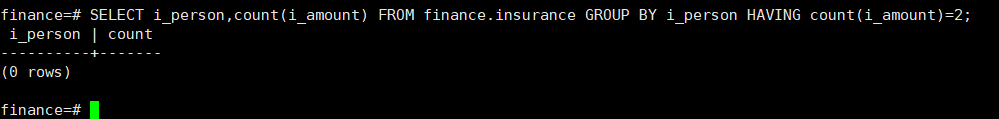 finance=# SELECT i_person,count(i_amount) FROM finance.insurance GROUP BY i_person HAVING count(i_amount)=2;
 i_person | count
----------+-------
(0 rows)
finance=#